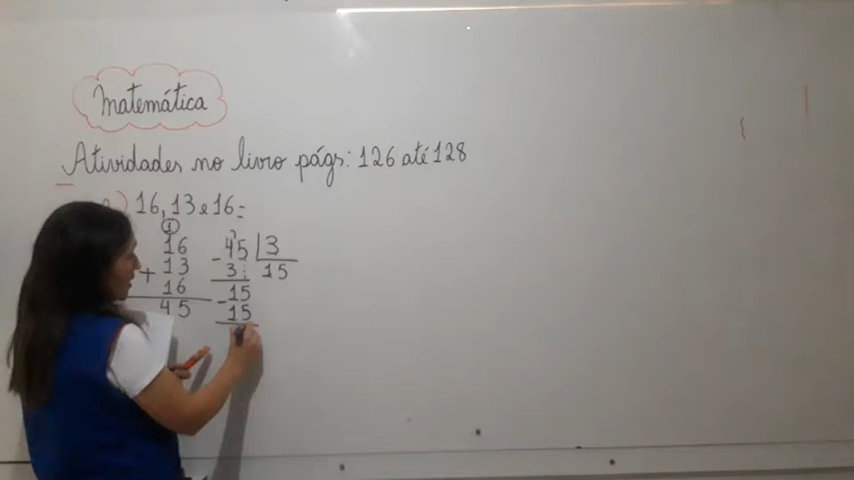 Matemática
Atividades no livro págs: 126 até 128
a) 16, 13 e 16=
1
16
13
+ 16
45
45 | 3
- 3 15
15
- 15